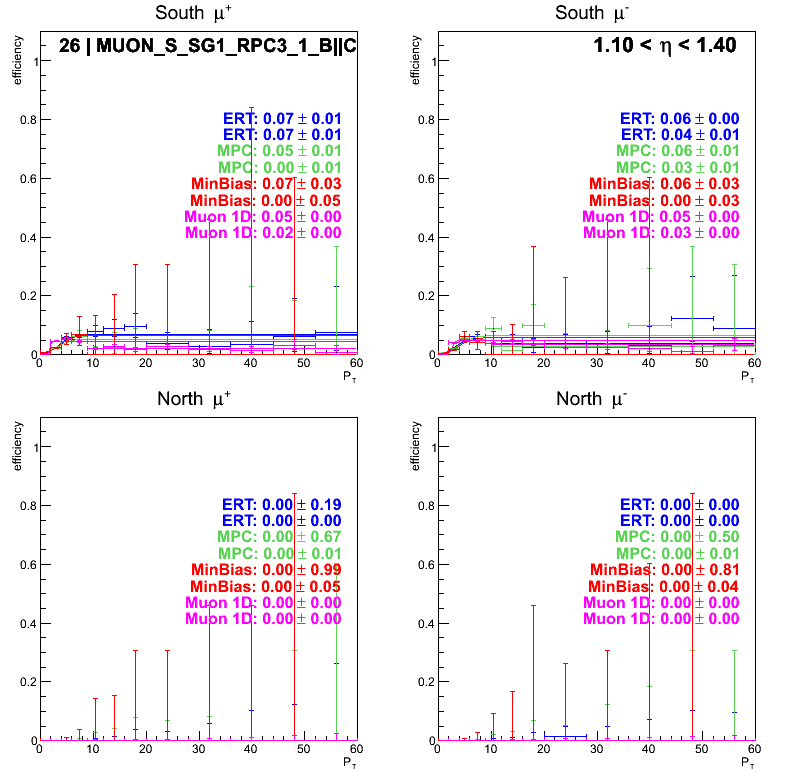 South μ+
efficiency
26 | MUON_S_SG1_RPC3_1_B||C
ERT: 0.07 ± 0.01
ERT: 0.07 ± 0.01
MPC: 0.05 ± 0.01
MPC: 0.00 ± 0.01
MinBias: 0.07 ± 0.03
MinBias: 0.00 ± 0.05
Muon 1D: 0.05 ± 0.00
Muon 1D: 0.02 ± 0.00
1
0.8
0.6
0.4
0.2
0
0 10 20 30 40 50 60
PT
South μ-
efficiency
1.10 < η < 1.40
ERT: 0.06 ± 0.00
ERT: 0.04 ± 0.01
MPC: 0.06 ± 0.01
MPC: 0.03 ± 0.01
MinBias: 0.06 ± 0.03
MinBias: 0.00 ± 0.03
Muon 1D: 0.05 ± 0.00
Muon 1D: 0.03 ± 0.00
1
0.8
0.6
0.4
0.2
0
0 10 20 30 40 50 60
PT
North μ+
efficiency
ERT: 0.00 ± 0.19
ERT: 0.00 ± 0.00
MPC: 0.00 ± 0.67
MPC: 0.00 ± 0.01
MinBias: 0.00 ± 0.99
MinBias: 0.00 ± 0.05
Muon 1D: 0.00 ± 0.00
Muon 1D: 0.00 ± 0.00
1
0.8
0.6
0.4
0.2
0
0 10 20 30 40 50 60
PT
North μ-
efficiency
ERT: 0.00 ± 0.00
ERT: 0.00 ± 0.00
MPC: 0.00 ± 0.50
MPC: 0.00 ± 0.01
MinBias: 0.00 ± 0.81
MinBias: 0.00 ± 0.04
Muon 1D: 0.00 ± 0.00
Muon 1D: 0.00 ± 0.00
1
0.8
0.6
0.4
0.2
0
0 10 20 30 40 50 60
PT